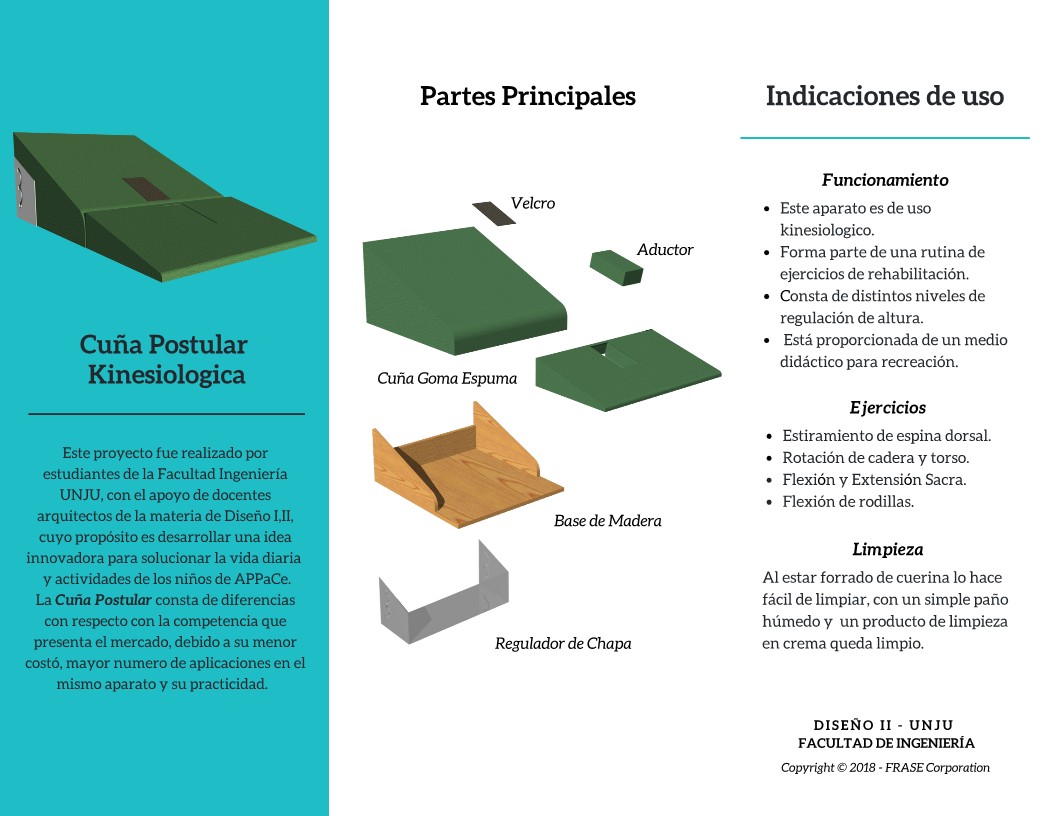 Cuña Postular
Kinesiologica
Este proyecto fue realizado por
estudiantes de la Facultad Ingeniería
UNJU, con el apoyo de docentes
arquitectos de la materia de Diseño I,II,
cuyo propósito es desarrollar una idea
innovadora para solucionar la vida diaria
y actividades de los niños de APPaCe.
La Cuña Postular consta de diferencias
con respecto con la competencia que
presenta el mercado, debido a su menor
costó, mayor numero de aplicaciones en el
mismo aparato y su practicidad.
Partes Principales
Velcro
Aductor
Cuña Goma Espuma
Base de Madera
Regulador de Chapa
Indicaciones de uso
Funcionamiento
• Este aparato es de uso
kinesiologico.
• Forma parte de una rutina de
ejercicios de rehabilitación.
• Consta de distintos niveles de
regulación de altura.
• Está proporcionada de un medio
didáctico para recreación.
Ejercicios
• Estiramiento de espina dorsal.
• Rotación de cadera y torso.
• Flexión y Extensión Sacra.
• Flexión de rodillas.
Limpieza
Al estar forrado de cuerina lo hace
fácil de limpiar, con un simple paño
húmedo y un producto de limpieza
en crema queda limpio.
DISEÑO II - UNJU
FACULTAD DE INGENIERÍA
Copyright © 2018 - FRASE Corporation